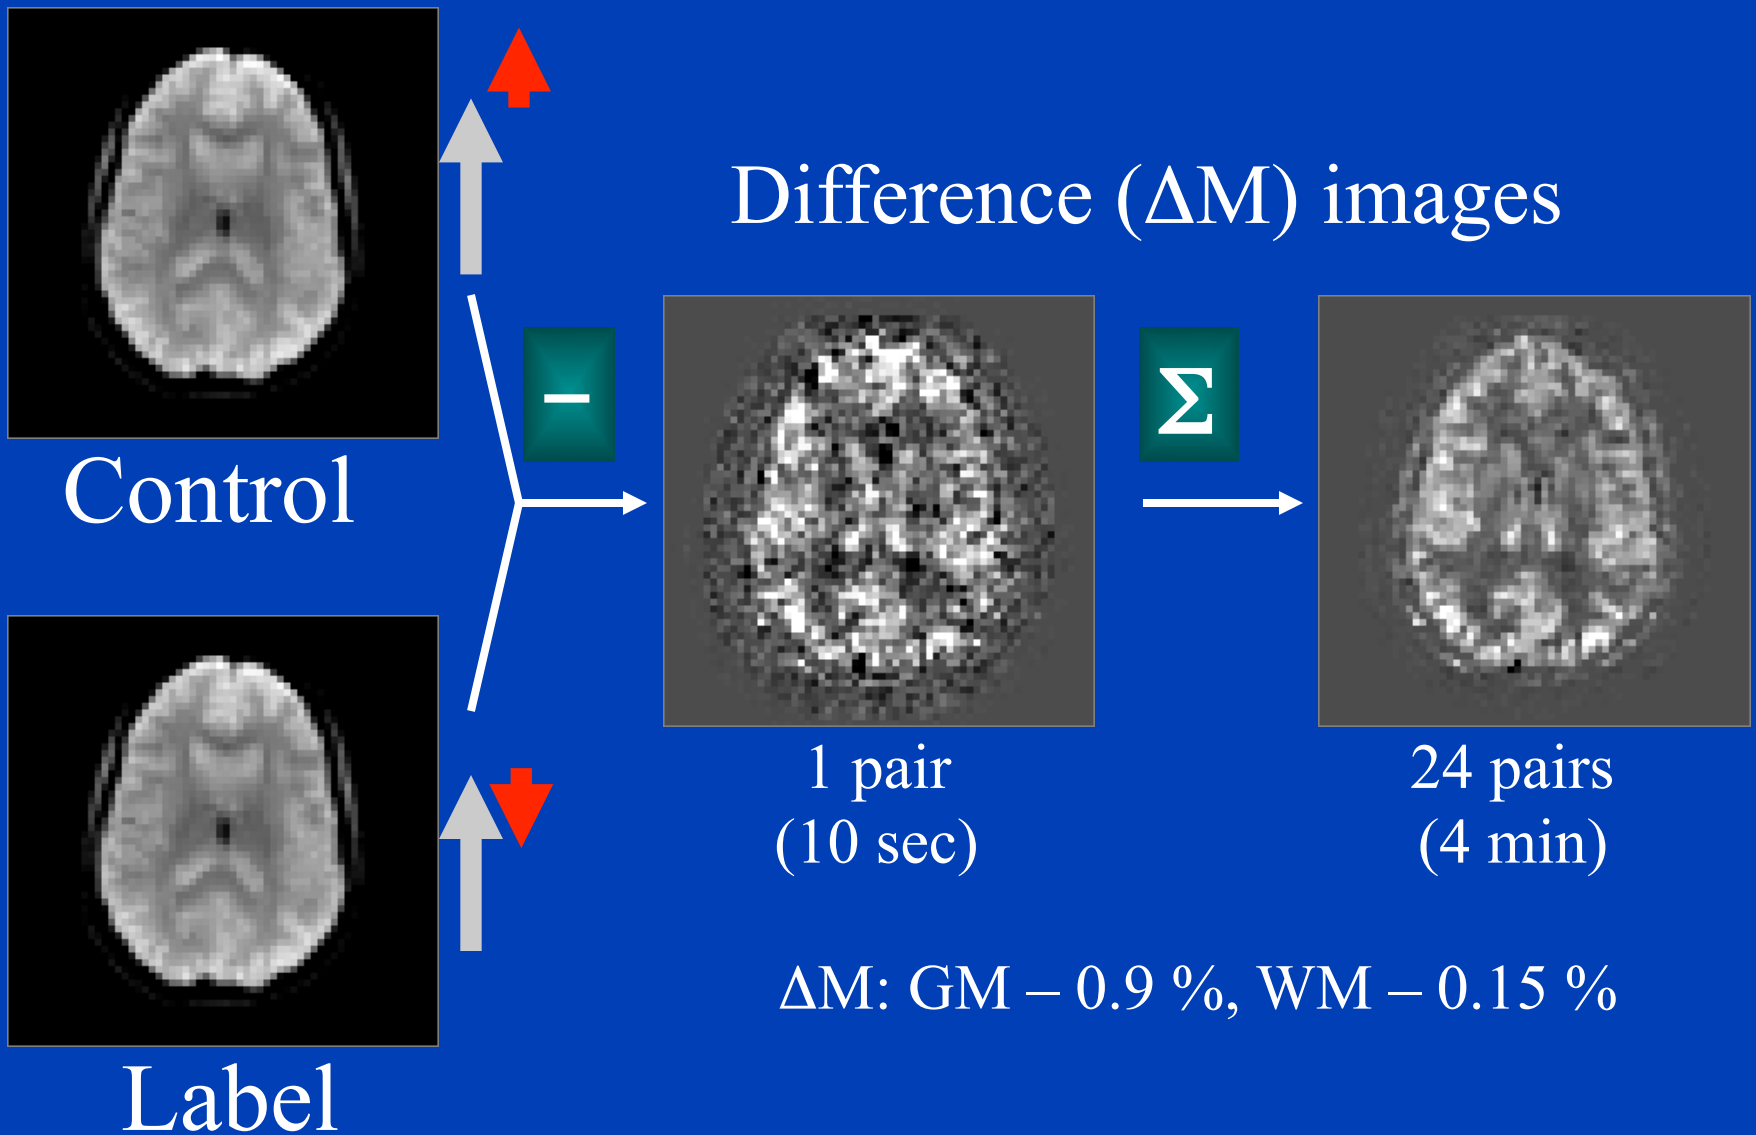 Control
Label
Difference (ΔM) images
–
Σ
1 pair
(10 sec)
24 pairs
(4 min)
ΔM: GM – 0.9 %, WM – 0.15 %